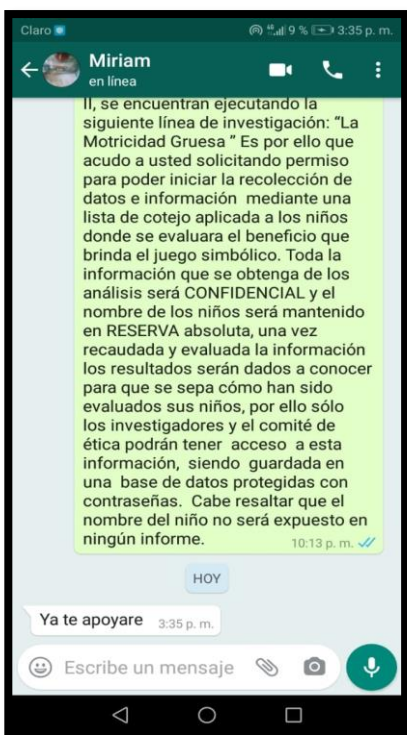 Claro 9 % 3:35 p. m.
Miriam
en línea
II, se encuentran ejecutando la
siguiente línea de investigación: “La
Motricidad Gruesa ” Es por ello que
acudo a usted solicitando permiso
para poder iniciar la recolección de
datos e información mediante una
lista de cotejo aplicada a los niños
donde se evaluara el beneficio que
brinda el juego simbólico. Toda la
información que se obtenga de los
análisis será CONFIDENCIAL y el
nombre de los niños será mantenido
en RESERVA absoluta, una vez
recaudada y evaluada la información
los resultados serán dados a conocer
para que se sepa cómo han sido
evaluados sus niños, por ello sólo
los investigadores y el comité de
ética podrán tener acceso a esta
información, siendo guardada en
una base de datos protegidas con
contraseñas. Cabe resaltar que el
nombre del niño no será expuesto en
ningún informe. 10:13 p. m.
HOY
Ya te apoyare 3:35 p. m.
Escribe un mensaje